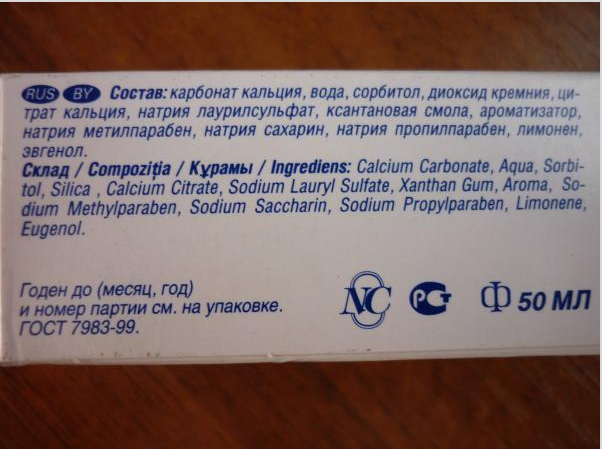 RUS BY Состав: карбонат кальция, вода, сорбитол, диоксид кремния, ци-
трат кальция, натрия лаурилсульфат, ксантановая смола, ароматизатор,
натрия метилпарабен, натрия сахарин, натрия пропилпарабен, лимонен,
эвгенол.
Склад / Compoziţia / Құрамы / Ingrediens: Calcium Carbonate, Aqua, Sorbi-
tol, Silica , Calcium Citrate, Sodium Lauryl Sulfate, Xanthan Gum, Aroma, So-
dium Methylparaben, Sodium Saccharin, Sodium Propylparaben, Limonene,
Eugenol.
Годен до (месяц, год)
и номер партии см. на упаковке.
ГОСТ 7983-99.
NC РСТ Ф 50 МЛ